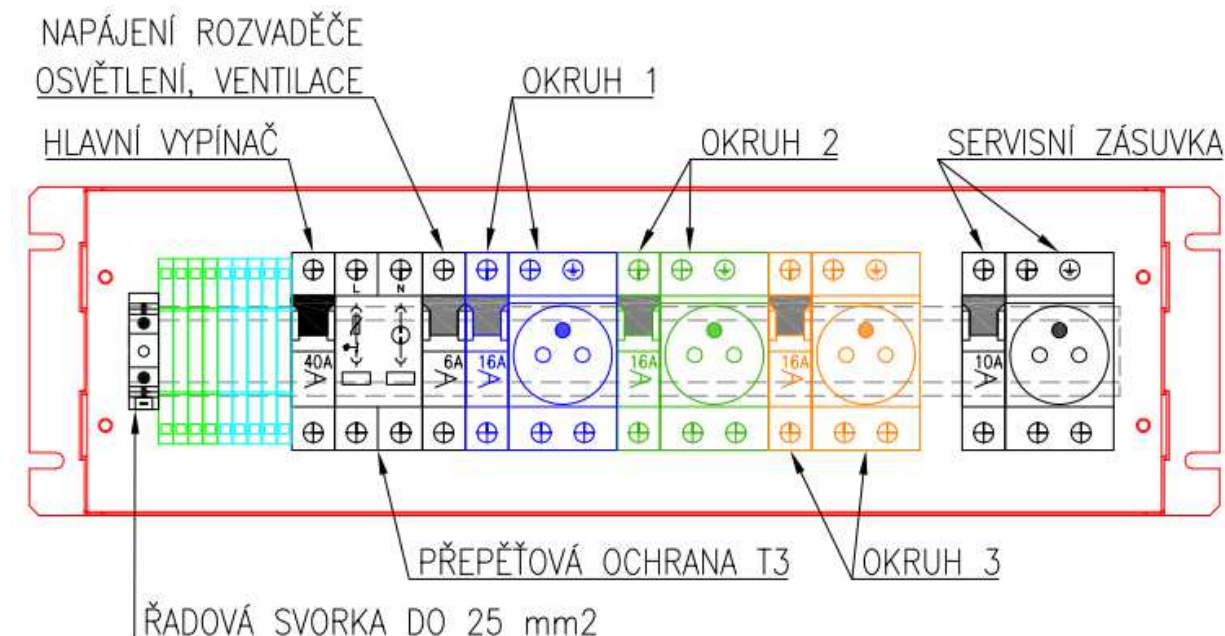 NAPÁJENÍ ROZVADĚČE
OSVĚTLENÍ, VENTILACE
OKRUH 1
HLAVNÍ VYPÍNAČ
OKRUH 2
SERVISNÍ ZÁSUVKA
L N
40A 6A 16A 16A 16A 10A
PŘEPĚŤOVÁ OCHRANA T3
OKRUH 3
ŘADOVÁ SVORKA DO 25 mm2